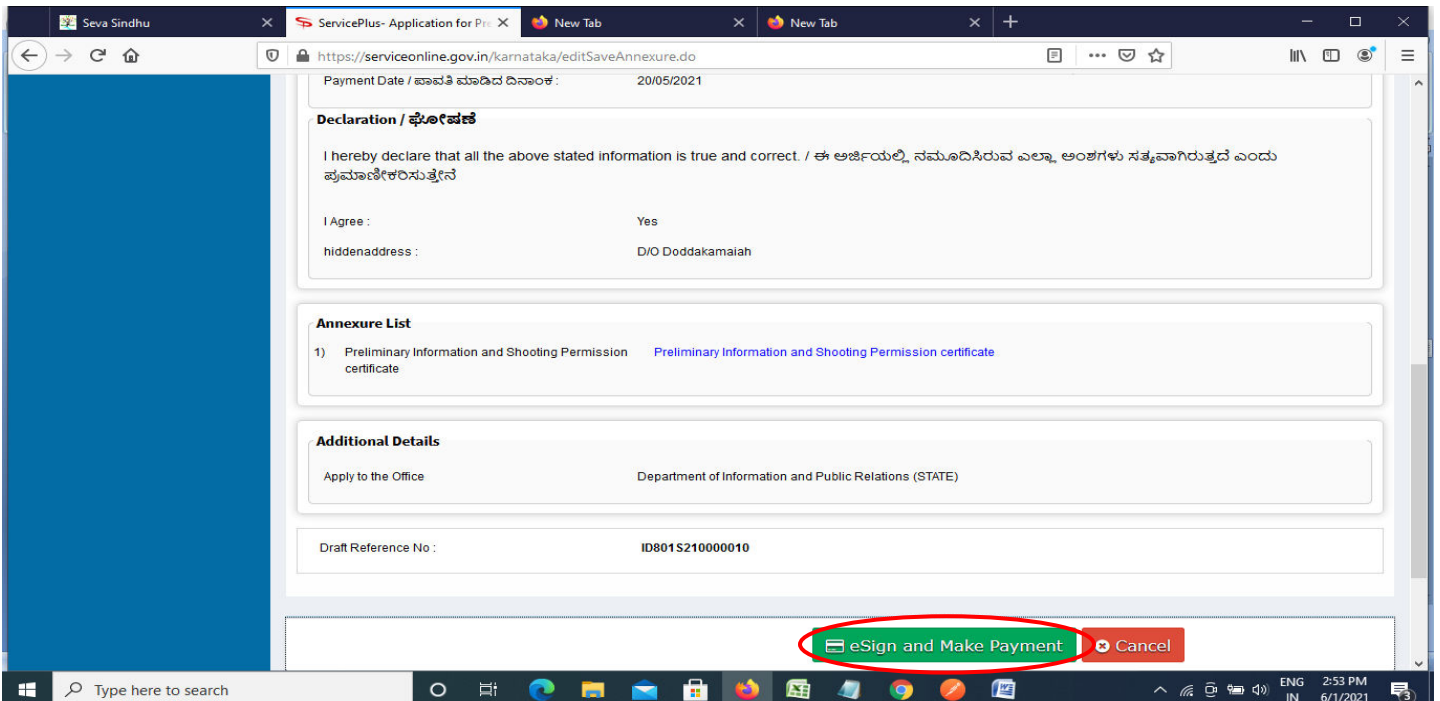 Seva Sindhu
ServicePlus- Application for Pre
New Tab
New Tab
https://serviceonline.gov.in/karnataka/editSaveAnnexure.do
Payment Date / ಪಾವತಿ ಮಾಡಿದ ದಿನಾಂಕ : 20/05/2021
Declaration / ಘೋಷಣೆ
I hereby declare that all the above stated information is true and correct. / ಈ ಅರ್ಜಿಯಲ್ಲಿ ನಮೂದಿಸಿರುವ ಎಲ್ಲಾ ಅಂಶಗಳು ಸತ್ಯವಾಗಿರುತ್ತದೆ ಎಂದು
ಪ್ರಮಾಣೀಕರಿಸುತ್ತೇನೆ
I Agree : Yes
hiddenaddress : D/O Doddakamaiah
Annexure List
1) Preliminary Information and Shooting Permission Preliminary Information and Shooting Permission certificate
certificate
Additional Details
Apply to the Office Department of Information and Public Relations (STATE)
Draft Reference No : ID801S210000010
eSign and Make Payment Cancel
Type here to search
ENG 2:53 PM
IN 6/1/2021
3